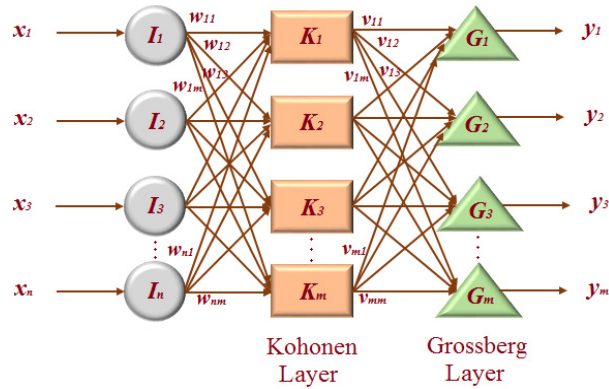 x1 I1 w11 K1 v11 G1 y1
w12 v12
w13 v13
w1m v1m
x2 I2 K2 G2 y2
x3 I3 K3 G3 y3
wn1 vm1
xn In wnm Km vmm Gm ym
Kohonen Grossberg
Layer Layer